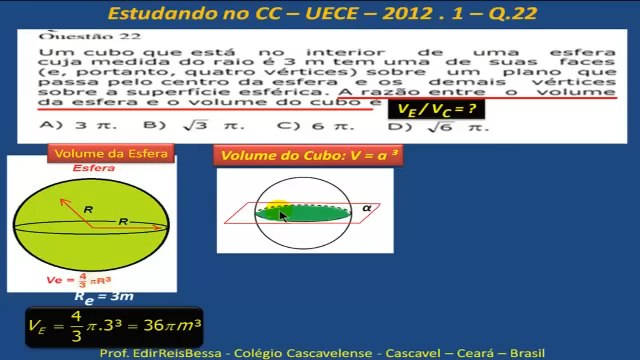 Estudando no CC – UECE – 2012 . 1 – Q.22
Questão 22
Um cubo que está no interior de uma esfera
cuja medida do raio é 3 m tem uma de suas faces
(e, portanto, quatro vértices) sobre um plano que
passa pelo centro da esfera e os demais vértices
sobre a superfície esférica. A razão entre o volume
da esfera e o volume do cubo é V_E / V_C = ?
A) 3 π. B) √3 π. C) 6 π. D) √6 π.
Volume da Esfera
Volume do Cubo: V = a ³
Esfera
R
R
α
Ve = 4/3 πR³
R_e = 3m
V_E = 4/3 π.3³ = 36π m³
Prof. EdirReisBessa – Colégio Cascavelense – Cascavel – Ceará – Brasil